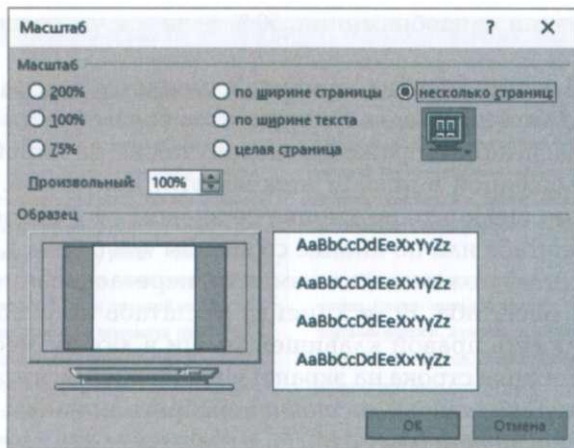 Масштаб ? ×
Масштаб
200% по ширине страницы несколько страниц:
100% по ширине текста
75% целая страница
Произвольный: 100%
Образец
AaBbCcDdEeXxYyZz
AaBbCcDdEeXxYyZz
AaBbCcDdEeXxYyZz
AaBbCcDdEeXxYyZz
AaBbCcDdEeXxYyZz
ОК Отмена